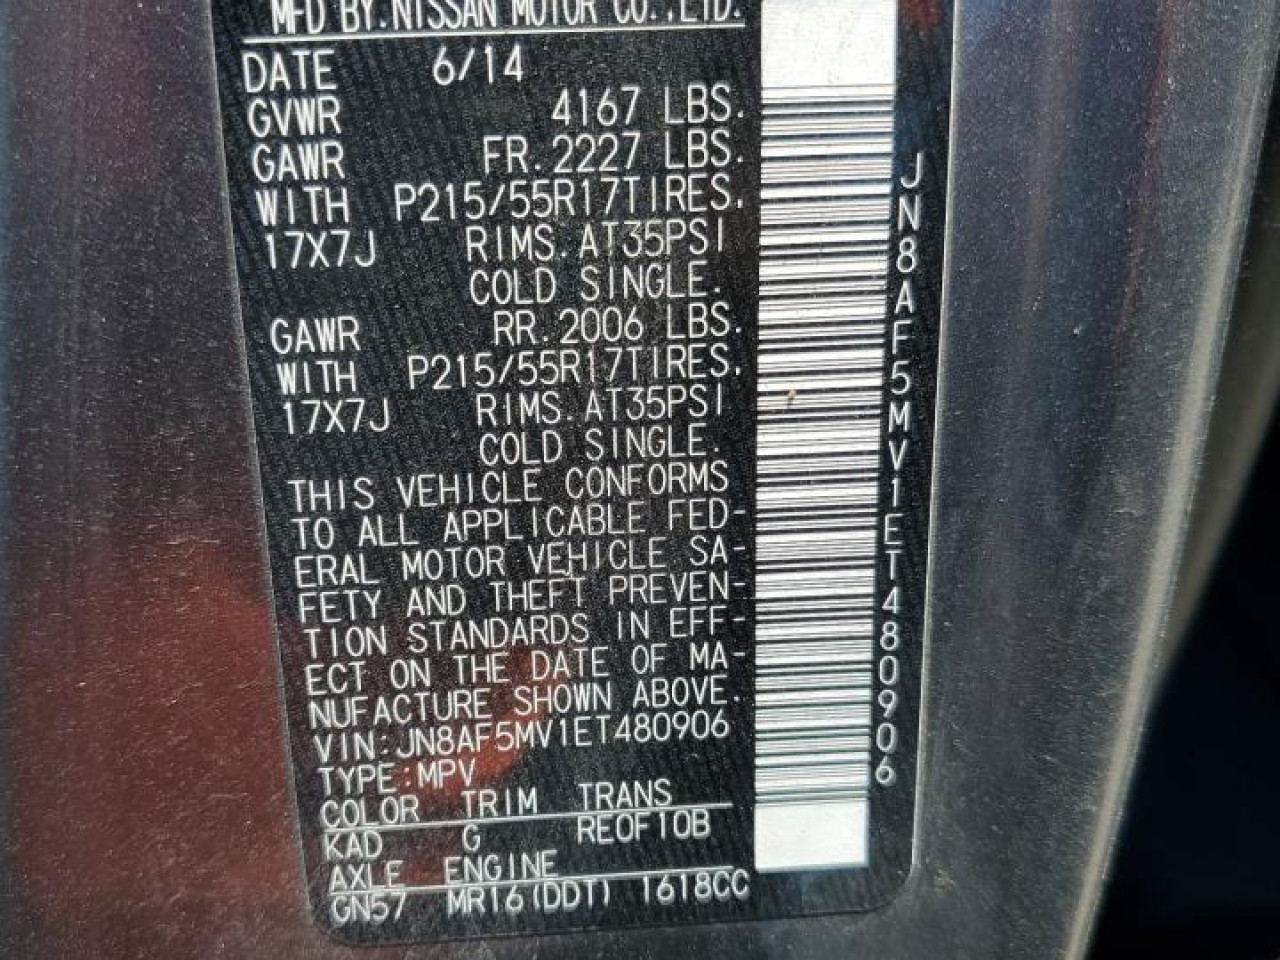 MFD BY.NISSAN MOTOR CO.,LTD.
DATE 6/14
GVWR 4167 LBS.
GAWR FR.2227 LBS.
WITH P215/55R17TIRES.
17X7J RIMS.AT35PSI
COLD SINGLE.
GAWR RR.2006 LBS.
WITH P215/55R17TIRES.
17X7J RIMS.AT35PSI
COLD SINGLE.
THIS VEHICLE CONFORMS
TO ALL APPLICABLE FED-
ERAL MOTOR VEHICLE SA-
FETY AND THEFT PREVEN-
TION STANDARDS IN EFF-
ECT ON THE DATE OF MA-
NUFACTURE SHOWN ABOVE.
VIN:JN8AF5MV1ET480906
TYPE:MPV
COLOR TRIM TRANS
KAD G RE0F10B
AXLE ENGINE
GN57 MR16(DDT) 1618CC
JN8AF5MV1ET480906